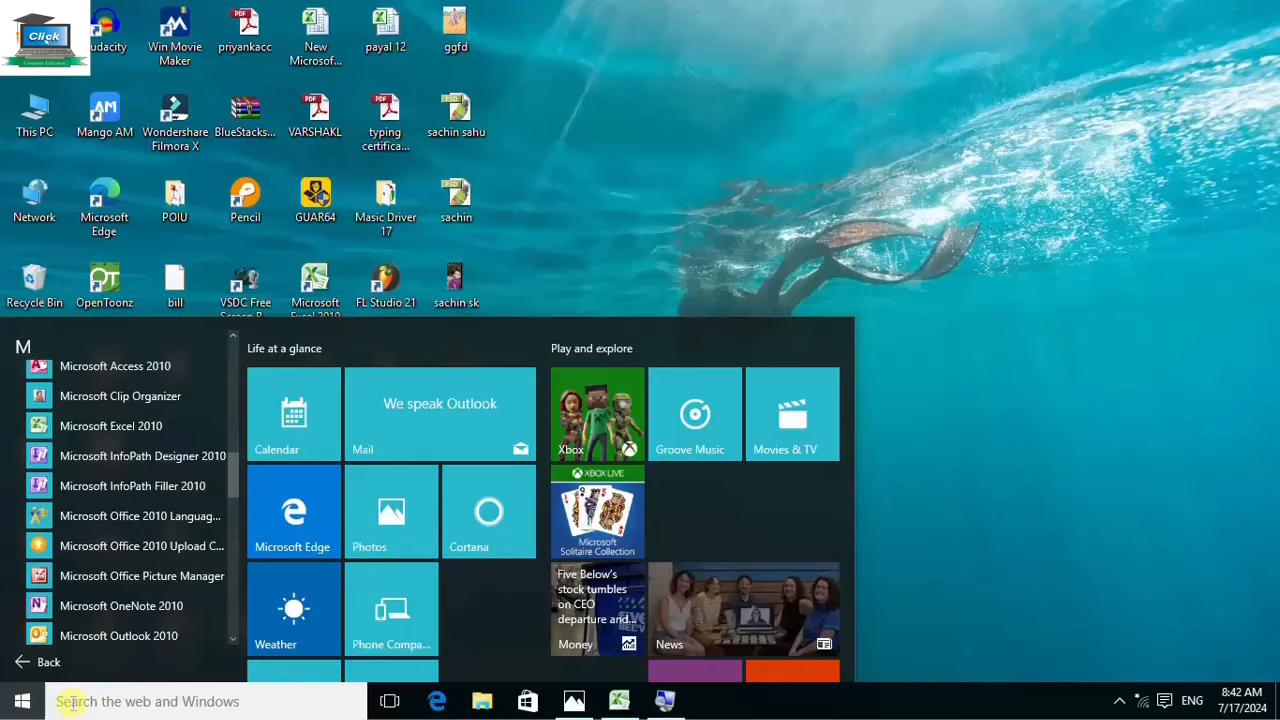 Click
Computer Education
udacity
Win Movie
Maker
priyankacc
New
Microsof...
payal 12
ggfd
This PC
Mango AM
Wondershare
Filmora X
BlueStacks...
VARSHAKL
typing
certifica...
sachin sahu
Network
Microsoft
Edge
POIU
Pencil
GUAR64
Masic Driver
17
sachin
Recycle Bin
OpenToonz
bill
VSDC Free
Microsoft
Excel 2010
FL Studio 21
sachin sk
M
Microsoft Access 2010
Microsoft Clip Organizer
Microsoft Excel 2010
Microsoft InfoPath Designer 2010
Microsoft InfoPath Filler 2010
Microsoft Office 2010 Languag...
Microsoft Office 2010 Upload C...
Microsoft Office Picture Manager
Microsoft OneNote 2010
Microsoft Outlook 2010
Back
Life at a glance
Calendar
We speak Outlook
Mail
Microsoft Edge
Photos
Cortana
Weather
Phone Compa...
Play and explore
Xbox
Groove Music
Movies & TV
XBOX LIVE
Microsoft
Solitaire Collection
Five Below's
stock tumbles
on CEO
departure and...
Money
News
Search the web and Windows
ENG
8:42 AM
7/17/2024